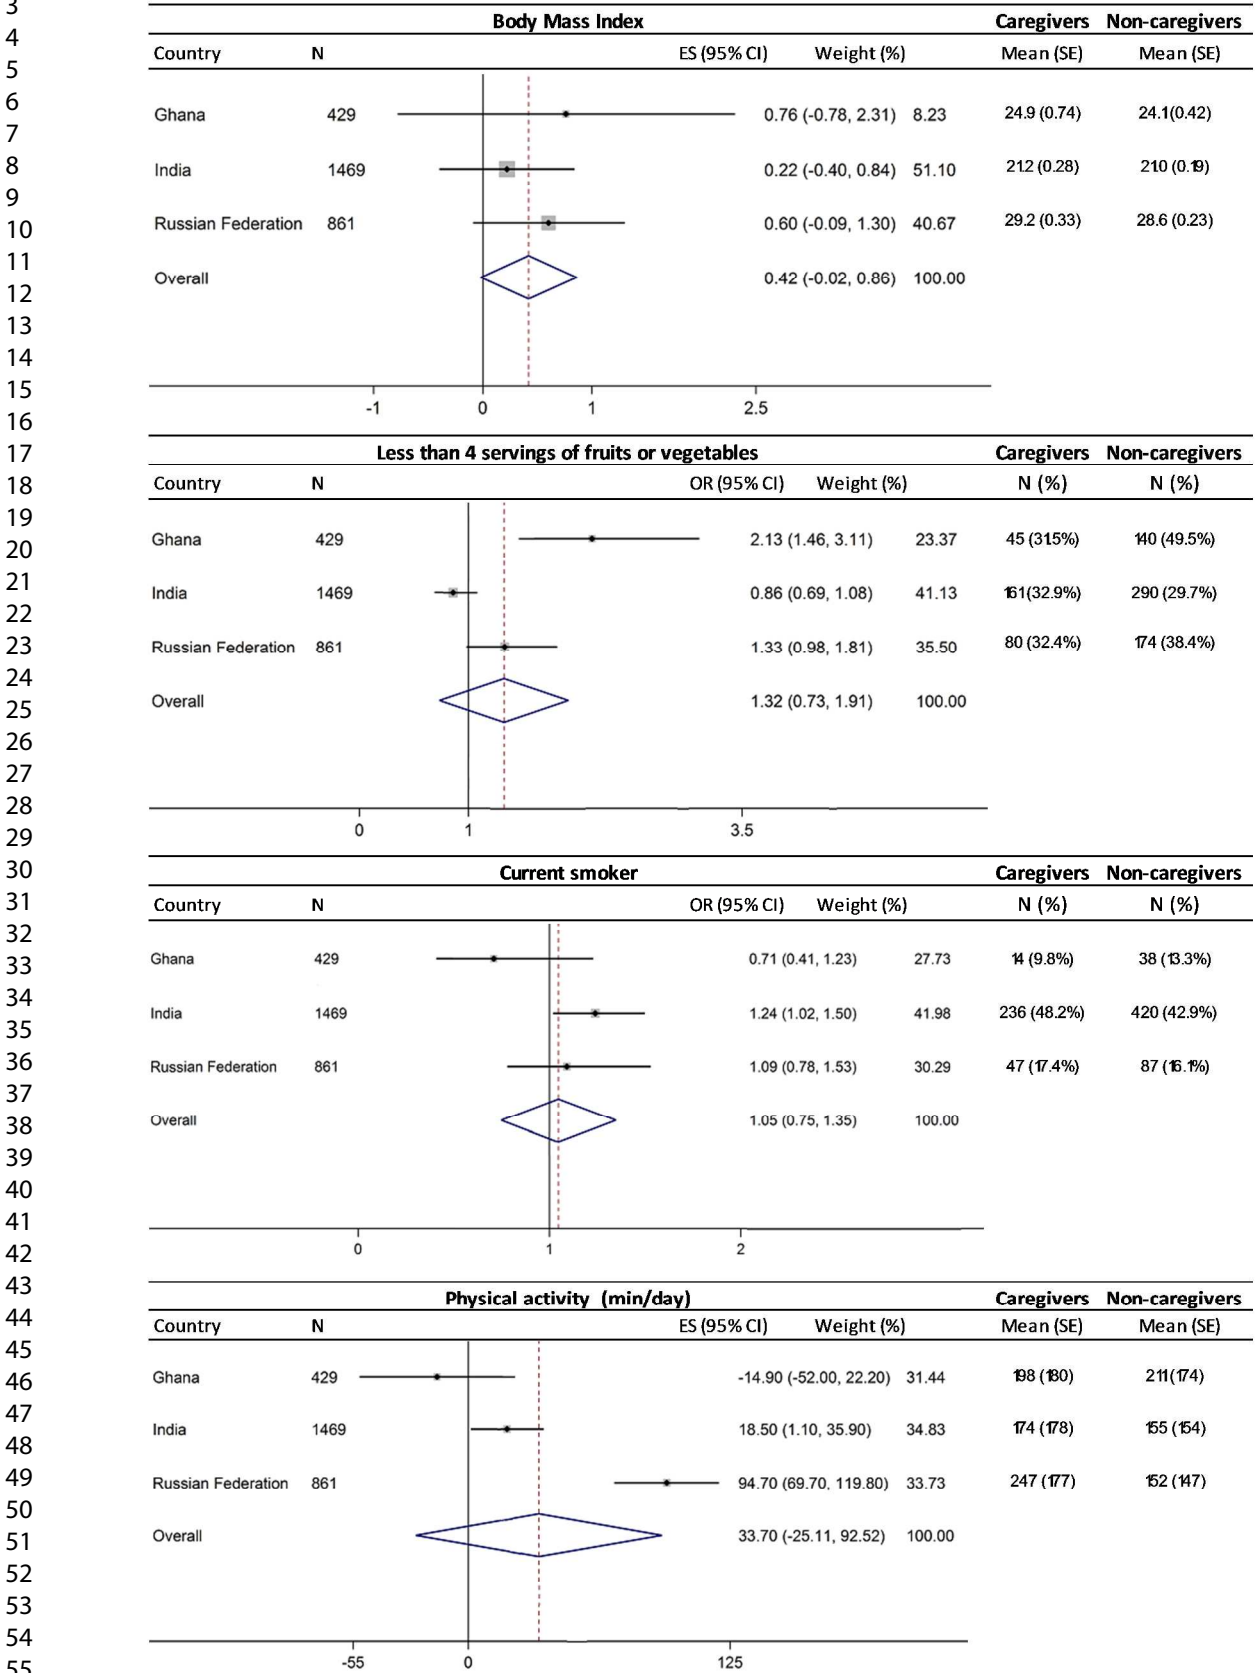 3
4
5
6
7
8
9
10
11
12
13
14
15
16
17
18
19
20
21
22
23
24
25
26
27
28
29
30
31
32
33
34
35
36
37
38
39
40
41
42
43
44
45
46
47
48
49
50
51
52
53
54
55
Body Mass Index Caregivers Non-caregivers
Country N ES (95% CI) Weight (%) Mean (SE) Mean (SE)
Ghana 429 0.76 (-0.78, 2.31) 8.23 24.9 (0.74) 24.1(0.42)
India 1469 0.22 (-0.40, 0.84) 51.10 21.2 (0.28) 21.0 (0.19)
Russian Federation 861 0.60 (-0.09, 1.30) 40.67 29.2 (0.33) 28.6 (0.23)
Overall 0.42 (-0.02, 0.86) 100.00
-1 0 1 2.5
Less than 4 servings of fruits or vegetables Caregivers Non-caregivers
Country N OR (95% CI) Weight (%) N (%) N (%)
Ghana 429 2.13 (1.46, 3.11) 23.37 45 (31.5%) 140 (49.5%)
India 1469 0.86 (0.69, 1.08) 41.13 161(32.9%) 290 (29.7%)
Russian Federation 861 1.33 (0.98, 1.81) 35.50 80 (32.4%) 174 (38.4%)
Overall 1.32 (0.73, 1.91) 100.00
0 1 3.5
Current smoker Caregivers Non-caregivers
Country N OR (95% CI) Weight (%) N (%) N (%)
Ghana 429 0.71 (0.41, 1.23) 27.73 14 (9.8%) 38 (13.3%)
India 1469 1.24 (1.02, 1.50) 41.98 236 (48.2%) 420 (42.9%)
Russian Federation 861 1.09 (0.78, 1.53) 30.29 47 (17.4%) 87 (16.1%)
Overall 1.05 (0.75, 1.35) 100.00
0 1 2
Physical activity (min/day) Caregivers Non-caregivers
Country N ES (95% CI) Weight (%) Mean (SE) Mean (SE)
Ghana 429 -14.90 (-52.00, 22.20) 31.44 198 (180) 211(174)
India 1469 18.50 (1.10, 35.90) 34.83 174 (178) 155 (154)
Russian Federation 861 94.70 (69.70, 119.80) 33.73 247 (177) 152 (147)
Overall 33.70 (-25.11, 92.52) 100.00
-55 0 125